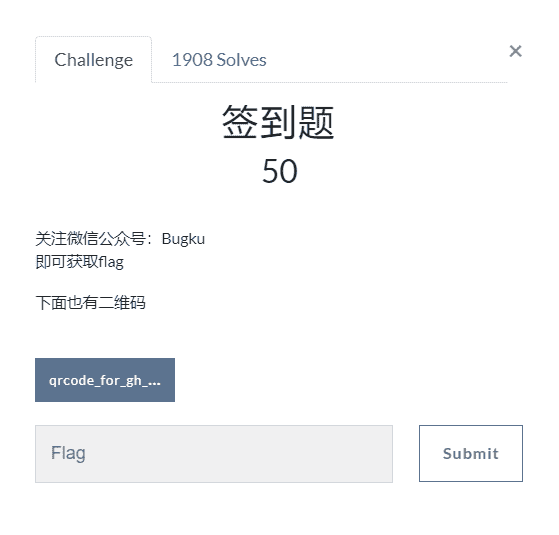 Challenge
1908 Solves
×
签到题
50
关注微信公众号：Bugku
即可获取flag
下面也有二维码
qrcode_for_gh_...
Flag
Submit